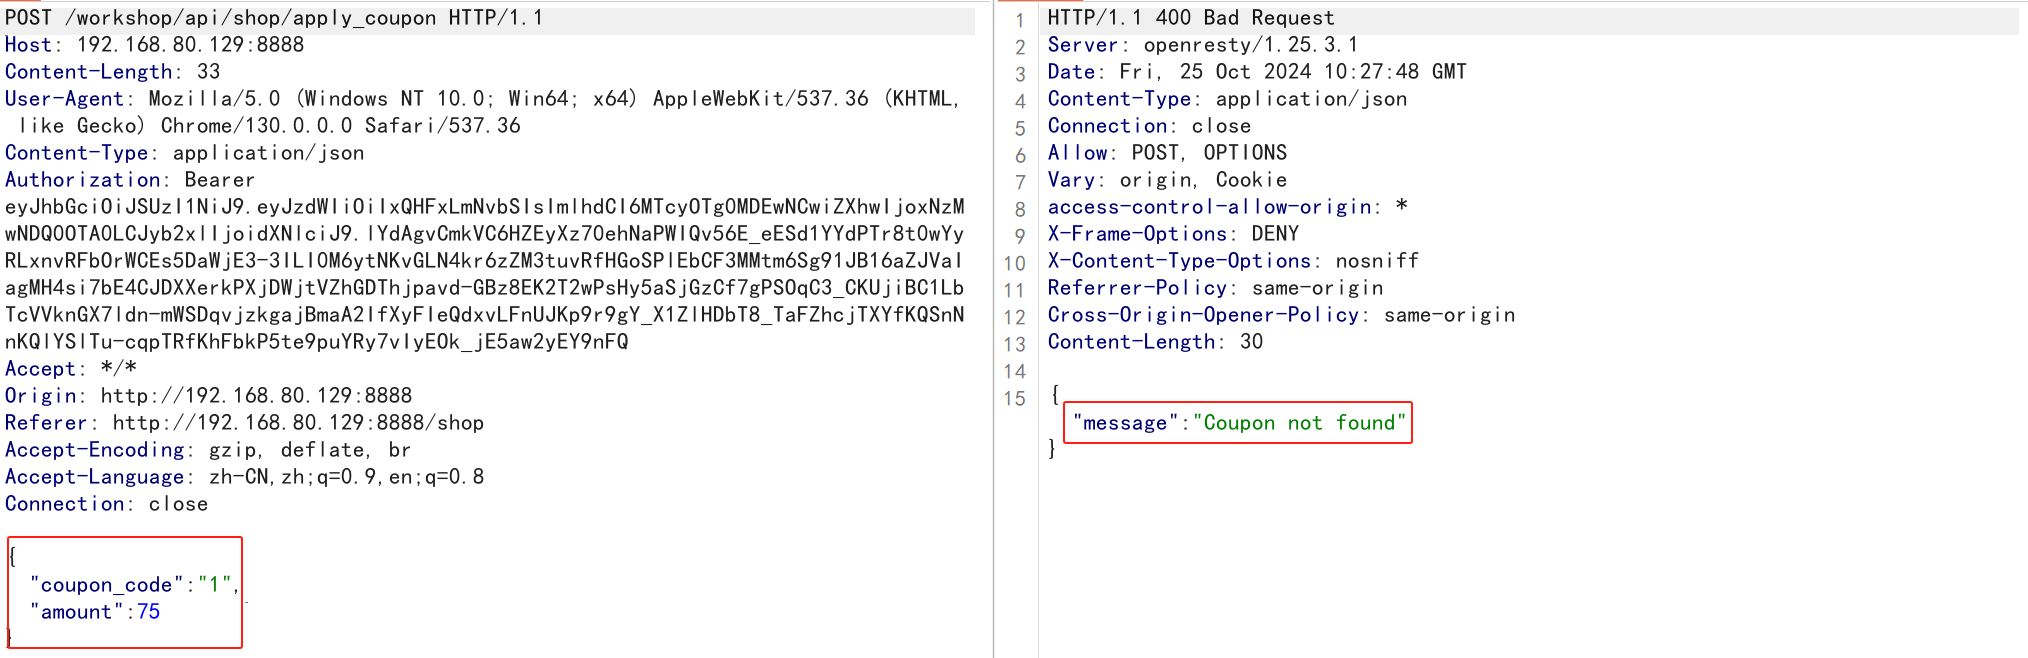 POST /workshop/api/shop/apply_coupon HTTP/1.1
Host: 192.168.80.129:8888
Content-Length: 33
User-Agent: Mozilla/5.0 (Windows NT 10.0; Win64; x64) AppleWebKit/537.36 (KHTML,
like Gecko) Chrome/130.0.0.0 Safari/537.36
Content-Type: application/json
Authorization: Bearer
Accept: */*
Origin: http://192.168.80.129:8888
Referer: http://192.168.80.129:8888/shop
Accept-Encoding: gzip, deflate, br
Accept-Language: zh-CN,zh;q=0.9,en;q=0.8
Connection: close
{
"coupon_code":"1",
"amount":75
}
1 HTTP/1.1 400 Bad Request
2 Server: openresty/1.25.3.1
3 Date: Fri, 25 Oct 2024 10:27:48 GMT
4 Content-Type: application/json
5 Connection: close
6 Allow: POST, OPTIONS
7 Vary: origin, Cookie
8 access-control-allow-origin: *
9 X-Frame-Options: DENY
10 X-Content-Type-Options: nosniff
11 Referrer-Policy: same-origin
12 Cross-Origin-Opener-Policy: same-origin
13 Content-Length: 30
14
15 {
"message":"Coupon not found"
}